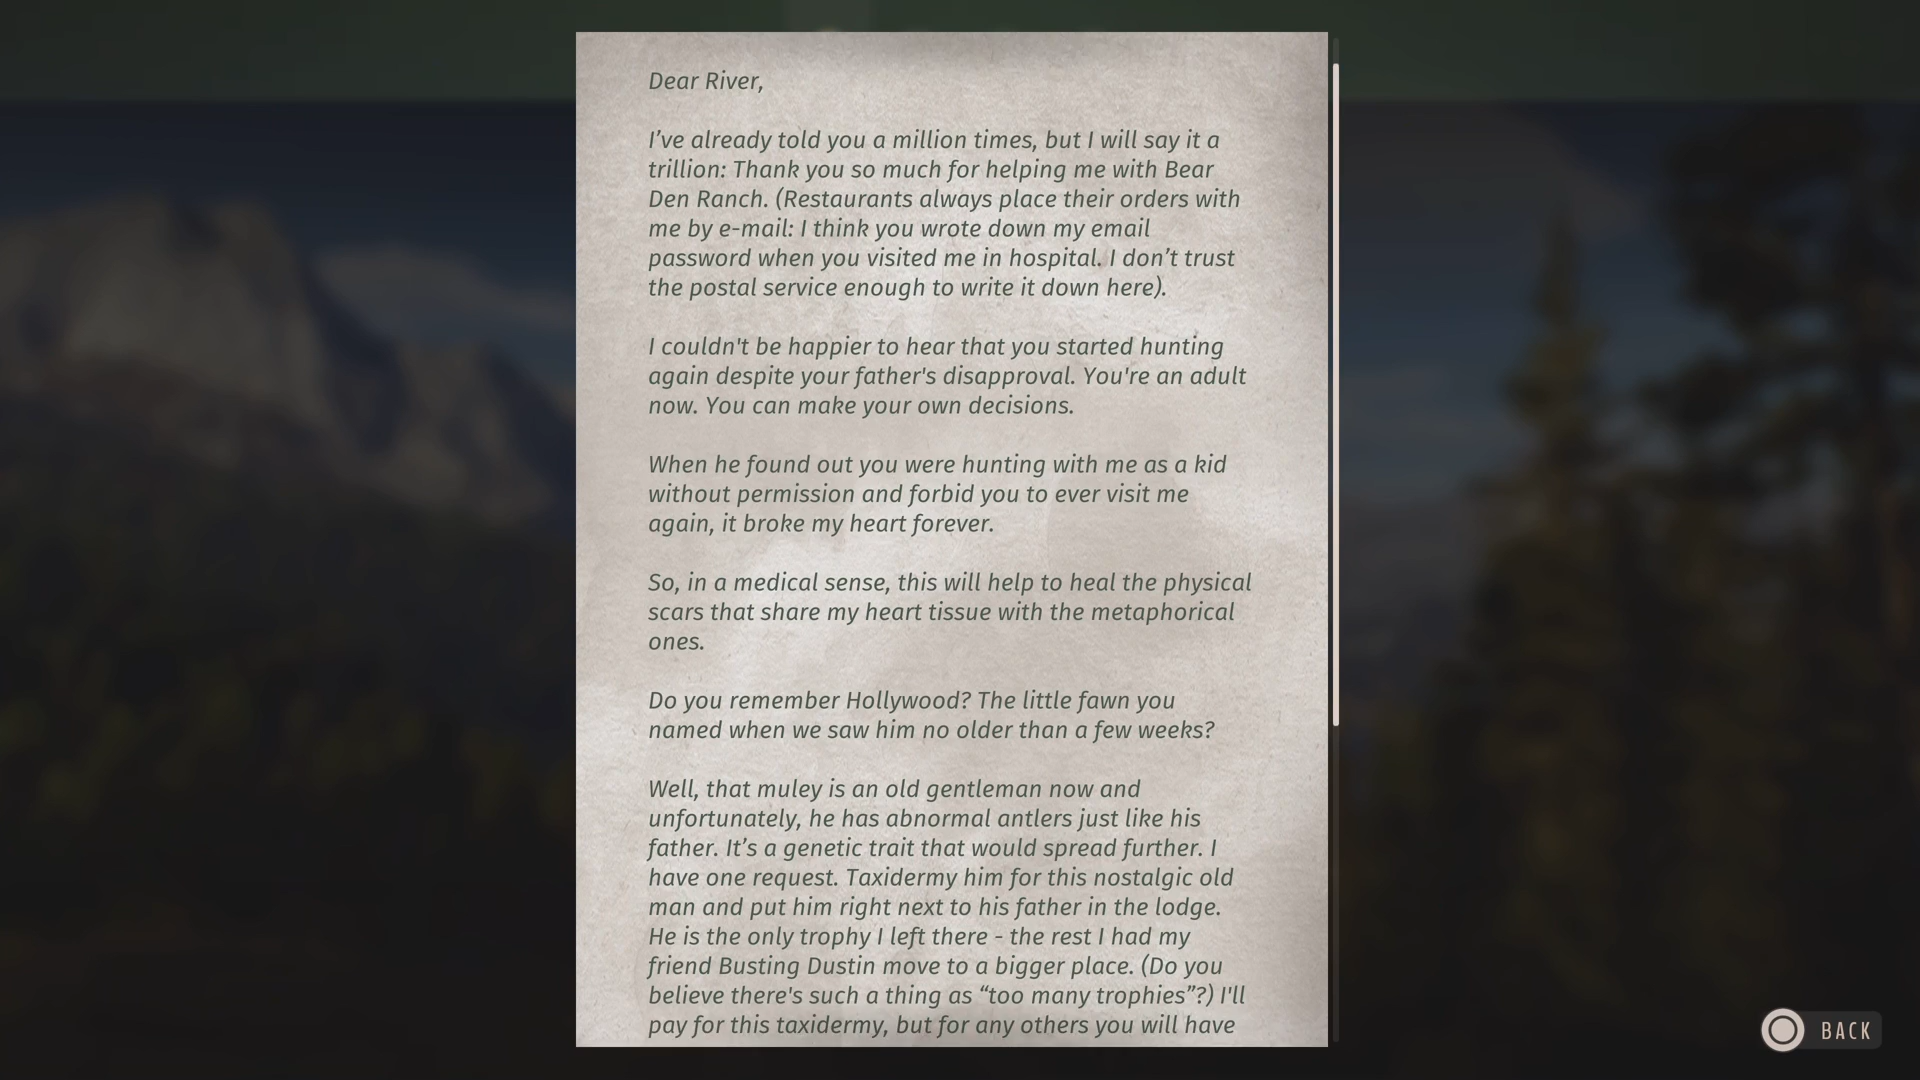 Dear River,
I’ve already told you a million times, but I will say it a
trillion: Thank you so much for helping me with Bear
Den Ranch. (Restaurants always place their orders with
me by e-mail: I think you wrote down my email
password when you visited me in hospital. I don’t trust
the postal service enough to write it down here).
I couldn't be happier to hear that you started hunting
again despite your father's disapproval. You're an adult
now. You can make your own decisions.
When he found out you were hunting with me as a kid
without permission and forbid you to ever visit me
again, it broke my heart forever.
So, in a medical sense, this will help to heal the physical
scars that share my heart tissue with the metaphorical
ones.
Do you remember Hollywood? The little fawn you
named when we saw him no older than a few weeks?
Well, that muley is an old gentleman now and
unfortunately, he has abnormal antlers just like his
father. It’s a genetic trait that would spread further. I
have one request. Taxidermy him for this nostalgic old
man and put him right next to his father in the lodge.
He is the only trophy I left there - the rest I had my
friend Busting Dustin move to a bigger place. (Do you
believe there's such a thing as “too many trophies”?) I'll
pay for this taxidermy, but for any others you will have
BACK